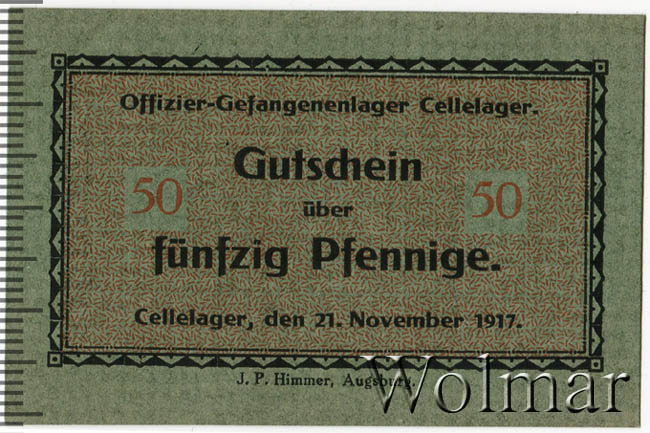 Offizier-Gefangenenlager Cellelager.
Gutschein
50 über 50
fünfzig Pfennige.
Cellelager, den 21. November 1917.
J. P. Himmer, Augsburg.
Wolmar